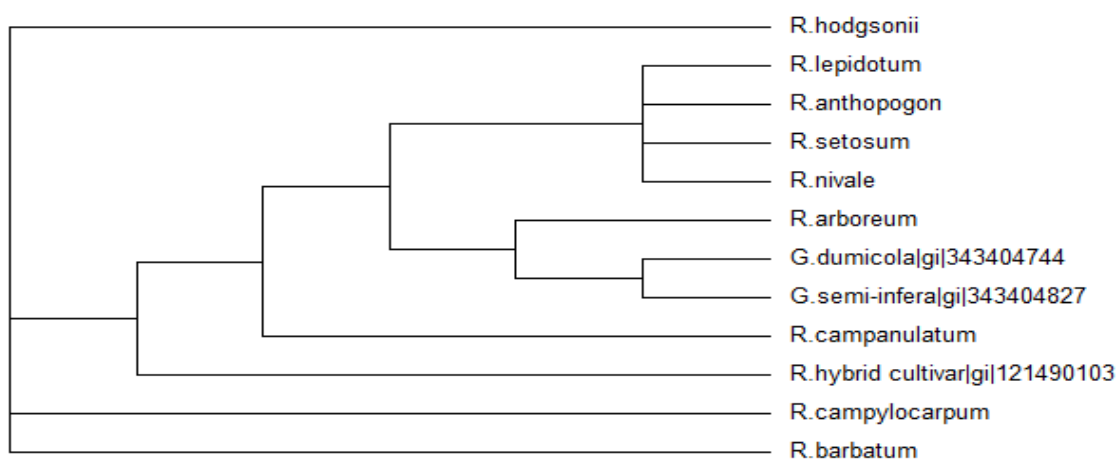 R.hodgsonii
R.lepidotum
R.anthopogon
R.setosum
R.nivale
R.arboreum
G.dumicola|gi|343404744
G.semi-infera|gi|343404827
R.campanulatum
R.hybrid cultivar|gi|121490103
R.campylocarpum
R.barbatum